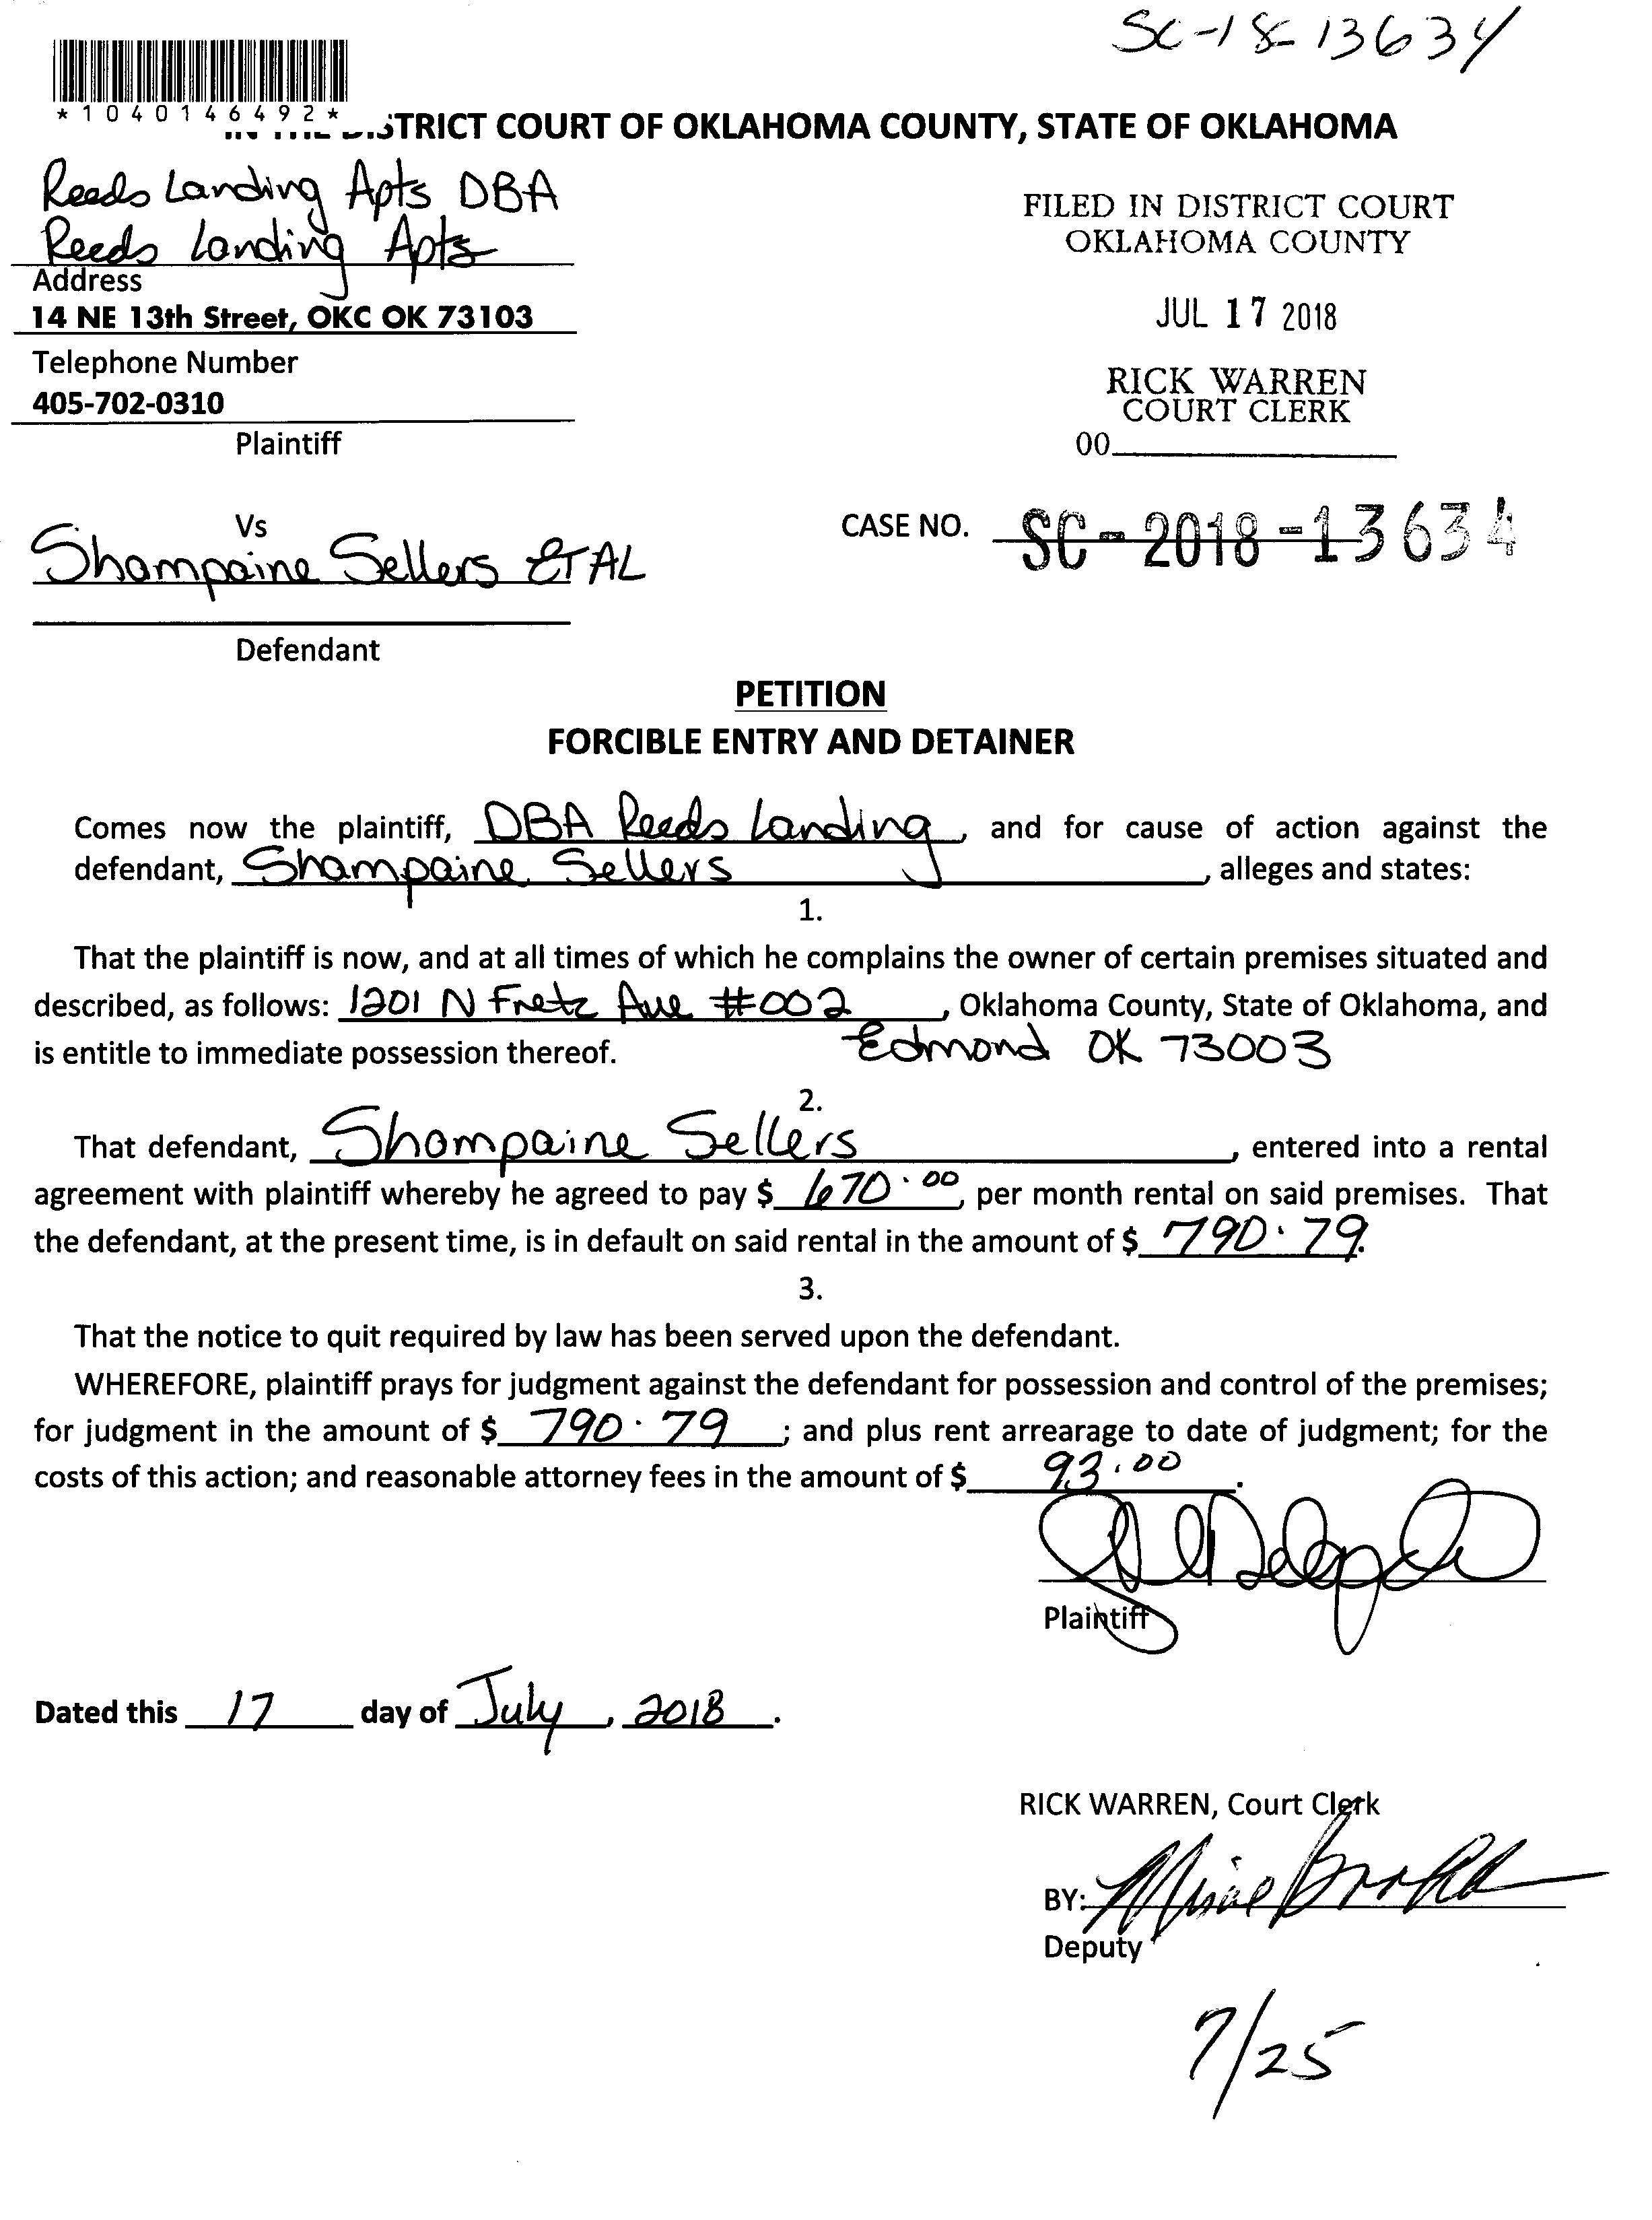 SC-18-13634
*1040146492*
IN THE DISTRICT COURT OF OKLAHOMA COUNTY, STATE OF OKLAHOMA
Reeds Landing Apts DBA
Reeds Landing Apts
Address
14 NE 13th Street, OKC OK 73103
Telephone Number
405-702-0310
Plaintiff
FILED IN DISTRICT COURT
OKLAHOMA COUNTY
JUL 17 2018
RICK WARREN
COURT CLERK
00
Vs
Shampaine Sellers ET AL
Defendant
CASE NO. SC-2018-13634
PETITION
FORCIBLE ENTRY AND DETAINER
Comes now the plaintiff, DBA Reeds Landing, and for cause of action against the
defendant, Shampaine Sellers, alleges and states:
1.
That the plaintiff is now, and at all times of which he complains the owner of certain premises situated and
described, as follows: 1201 N Fretz Ave #002, Oklahoma County, State of Oklahoma, and
is entitle to immediate possession thereof. Edmond OK 73003
2.
That defendant, Shampaine Sellers, entered into a rental
agreement with plaintiff whereby he agreed to pay $ 670.00, per month rental on said premises. That
the defendant, at the present time, is in default on said rental in the amount of $ 790.79.
3.
That the notice to quit required by law has been served upon the defendant.
WHEREFORE, plaintiff prays for judgment against the defendant for possession and control of the premises;
for judgment in the amount of $ 790.79; and plus rent arrearage to date of judgment; for the
costs of this action; and reasonable attorney fees in the amount of $ 93.00.
Plaintiff
Dated this 17 day of July, 2018.
RICK WARREN, Court Clerk
BY:
Deputy
7/25